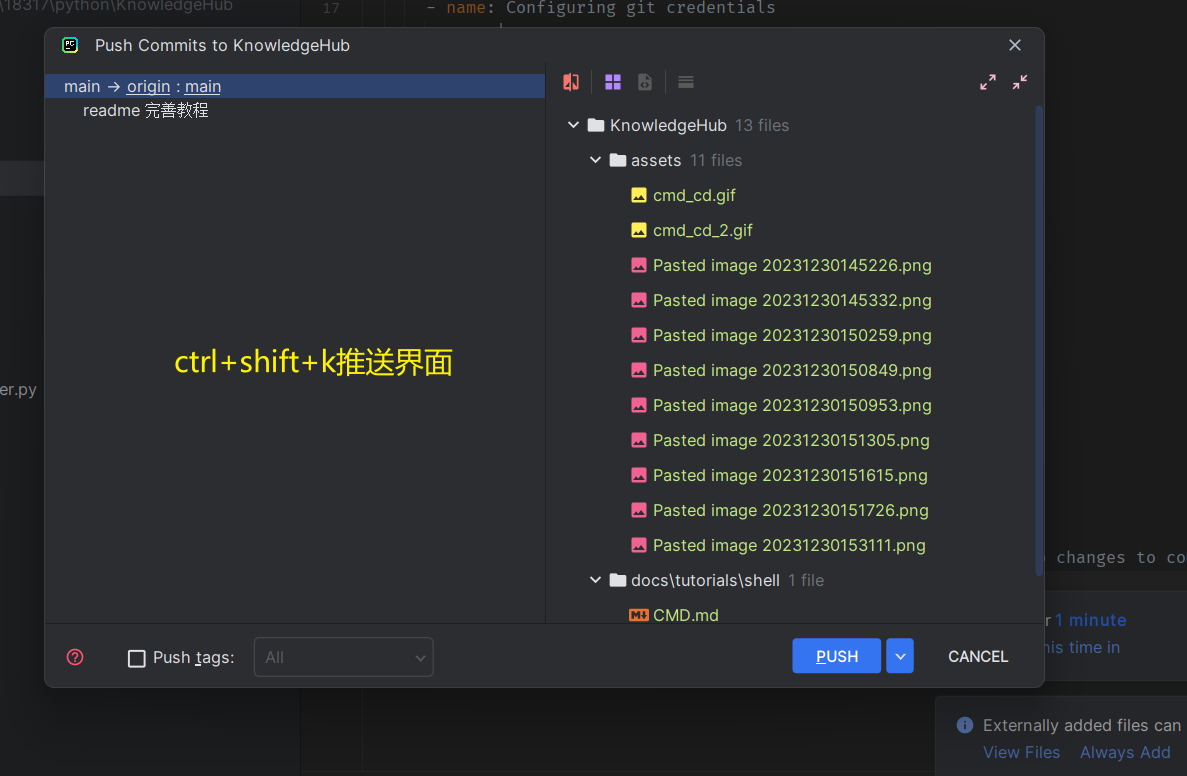 \18317\python\KnowledgeHub
17
- name: Configuring git credentials
Push Commits to KnowledgeHub
main → origin : main
readme 完善教程
KnowledgeHub 13 files
assets 11 files
cmd_cd.gif
cmd_cd_2.gif
Pasted image 20231230145226.png
Pasted image 20231230145332.png
Pasted image 20231230150259.png
Pasted image 20231230150849.png
Pasted image 20231230150953.png
Pasted image 20231230151305.png
Pasted image 20231230151615.png
Pasted image 20231230151726.png
Pasted image 20231230153111.png
docs\tutorials\shell 1 file
CMD.md
ctrl+shift+k推送界面
er.py
changes to co
r 1 minute
his time in
Push tags:
All
PUSH
CANCEL
Externally added files can
View Files Always Add